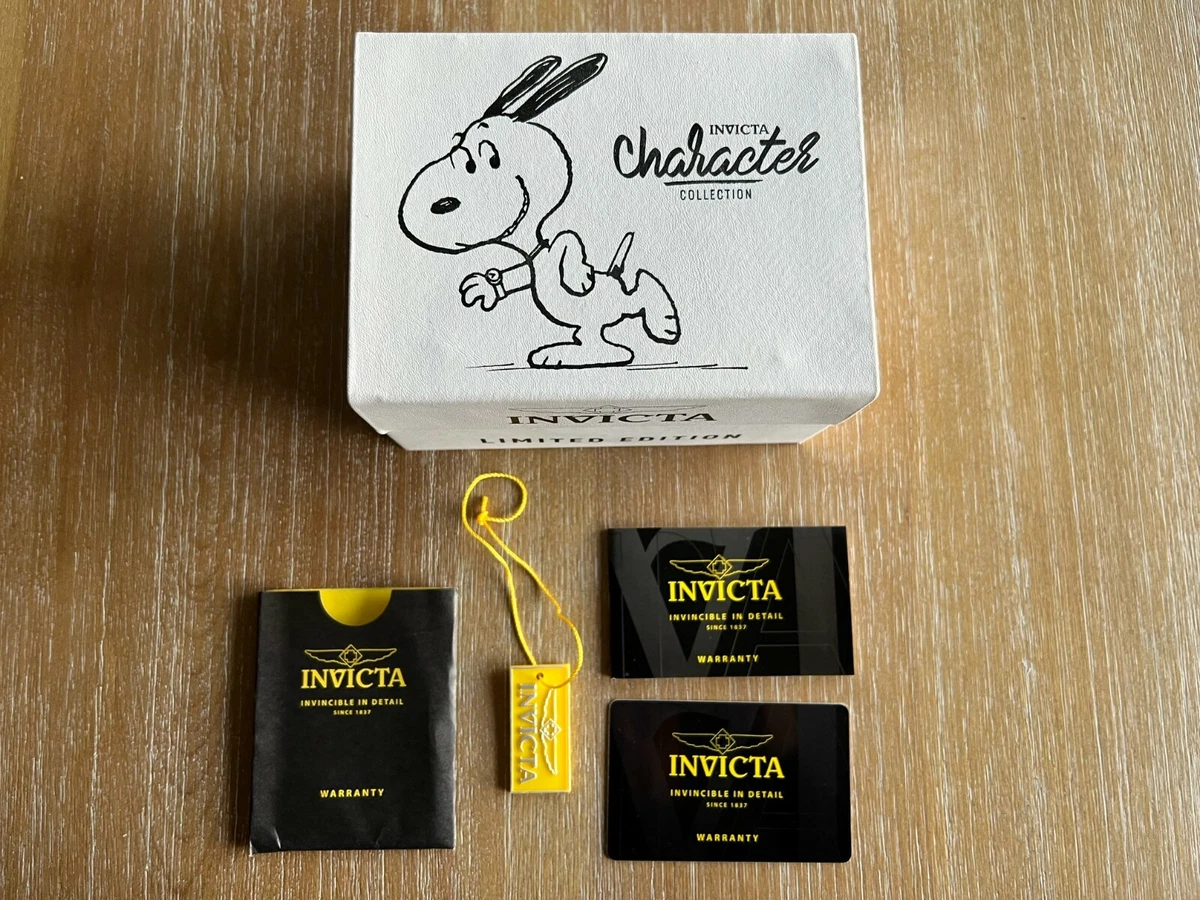 INVICTA
Character
COLLECTION
INVICTA
LIMITED EDITION
INVICTA
INVINCIBLE IN DETAIL
SINCE 1837
WARRANTY
INVICTA
INVICTA
INVINCIBLE IN DETAIL
SINCE 1837
WARRANTY
INVICTA
INVINCIBLE IN DETAIL
SINCE 1837
WARRANTY